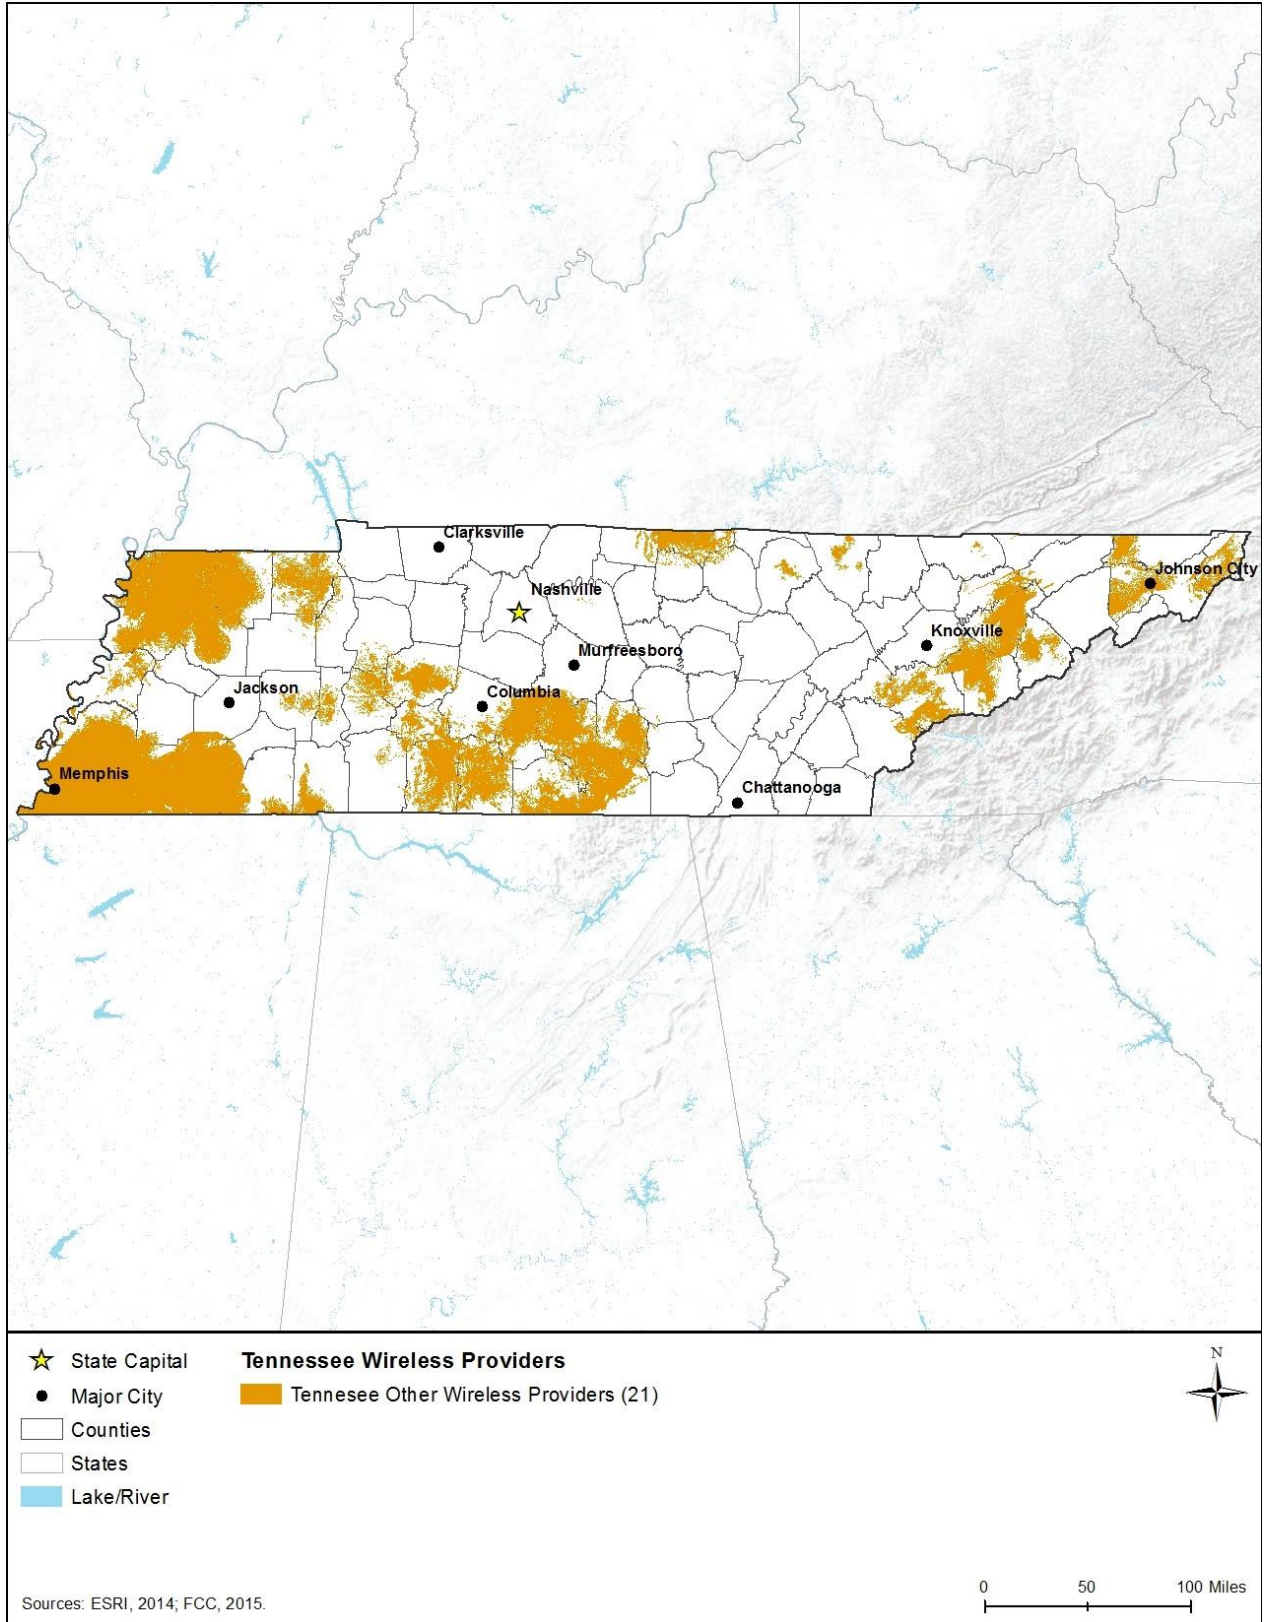 Clarksville
Johnson City
Nashville
Knoxville
Murfreesboro
Jackson
Columbia
Memphis
Chattanooga
State Capital
Major City
Counties
States
Lake/River
Tennessee Wireless Providers
Tennesee Other Wireless Providers (21)
N
0 50 100 Miles
Sources: ESRI, 2014; FCC, 2015.